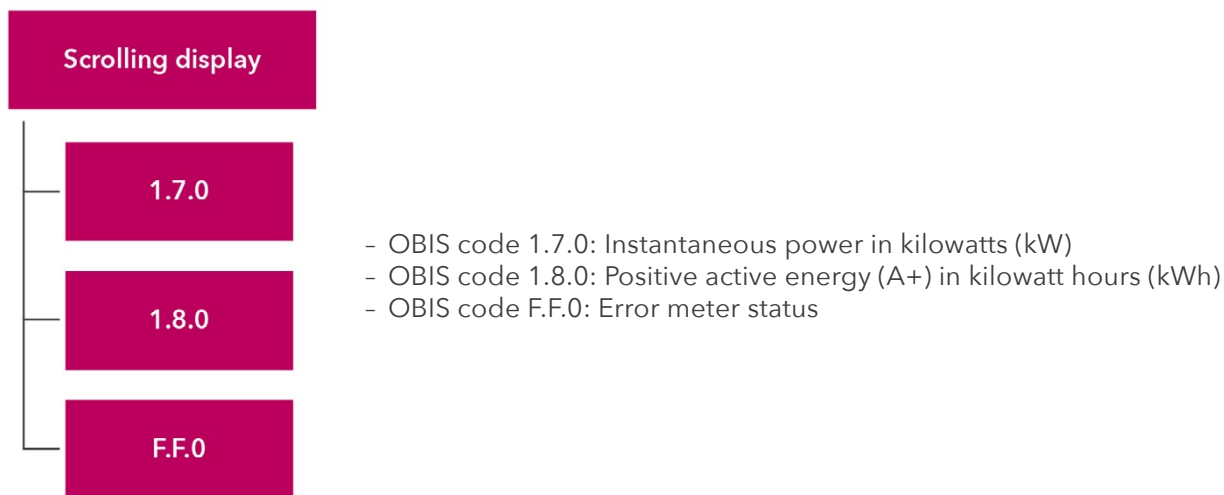 Scrolling display
1.7.0
1.8.0
F.F.0
– OBIS code 1.7.0: Instantaneous power in kilowatts (kW)
– OBIS code 1.8.0: Positive active energy (A+) in kilowatt hours (kWh)
– OBIS code F.F.0: Error meter status